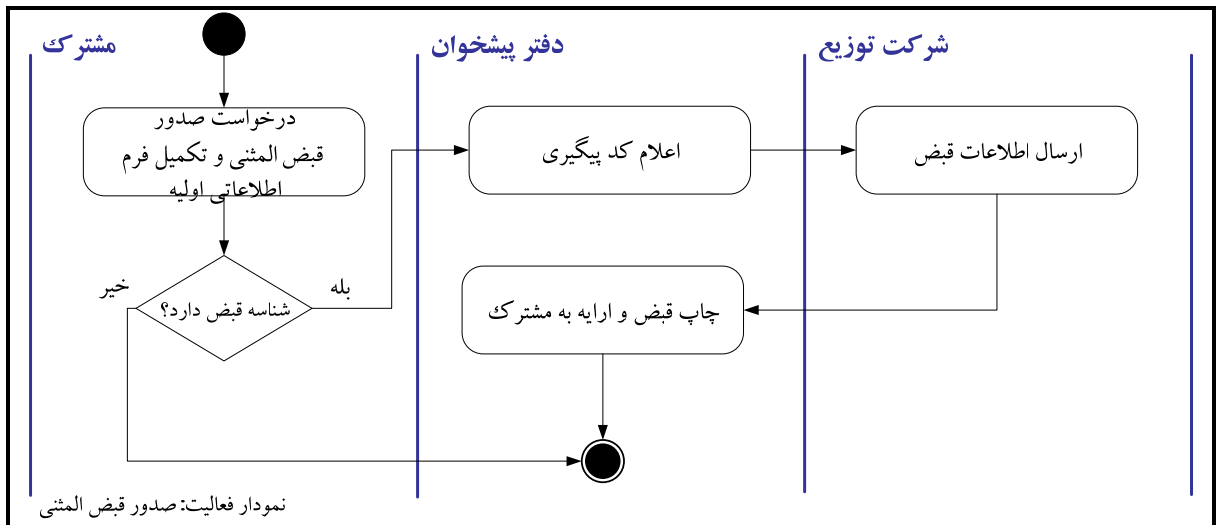 مشترک
دفتر پیشخوان
شرکت توزیع
درخواست صدور
قبض المثنی و تکمیل فرم
اطلاعاتی اولیه
اعلام کد پیگیری
ارسال اطلاعات قبض
خیر
شناسه قبض دارد؟
بله
چاپ قبض و ارایه به مشترک
نمودار فعالیت: صدور قبض المثنی